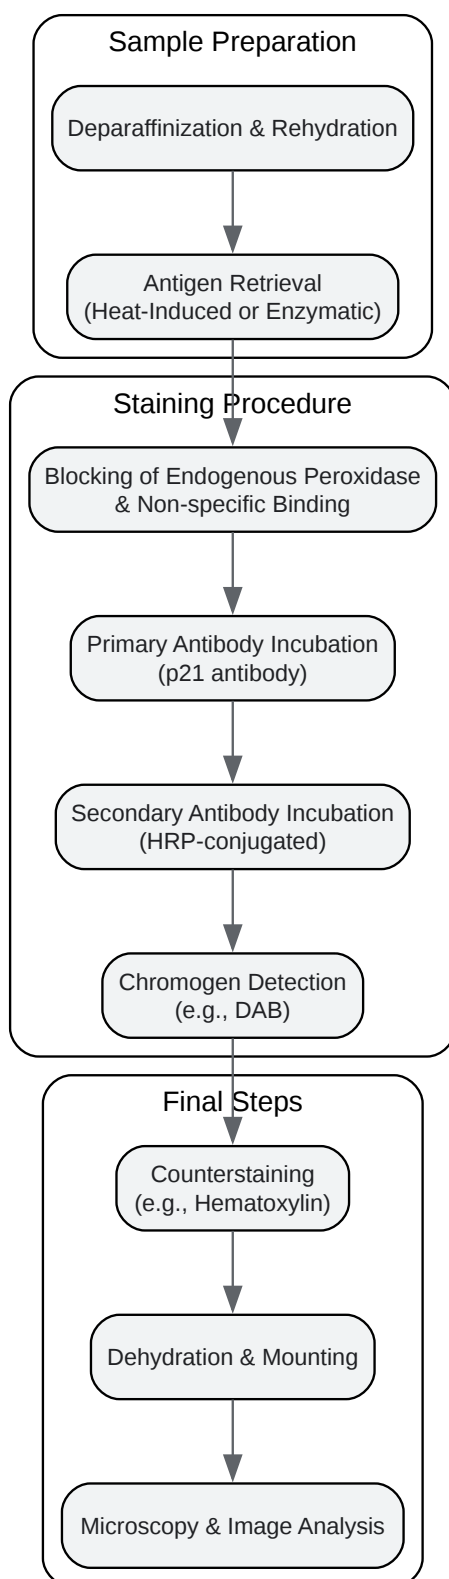 Sample Preparation
Deparaffinization & Rehydration
Antigen Retrieval
(Heat-Induced or Enzymatic)
Staining Procedure
Blocking of Endogenous Peroxidase
& Non-specific Binding
Primary Antibody Incubation
(p21 antibody)
Secondary Antibody Incubation
(HRP-conjugated)
Chromogen Detection
(e.g., DAB)
Final Steps
Counterstaining
(e.g., Hematoxylin)
Dehydration & Mounting
Microscopy & Image Analysis